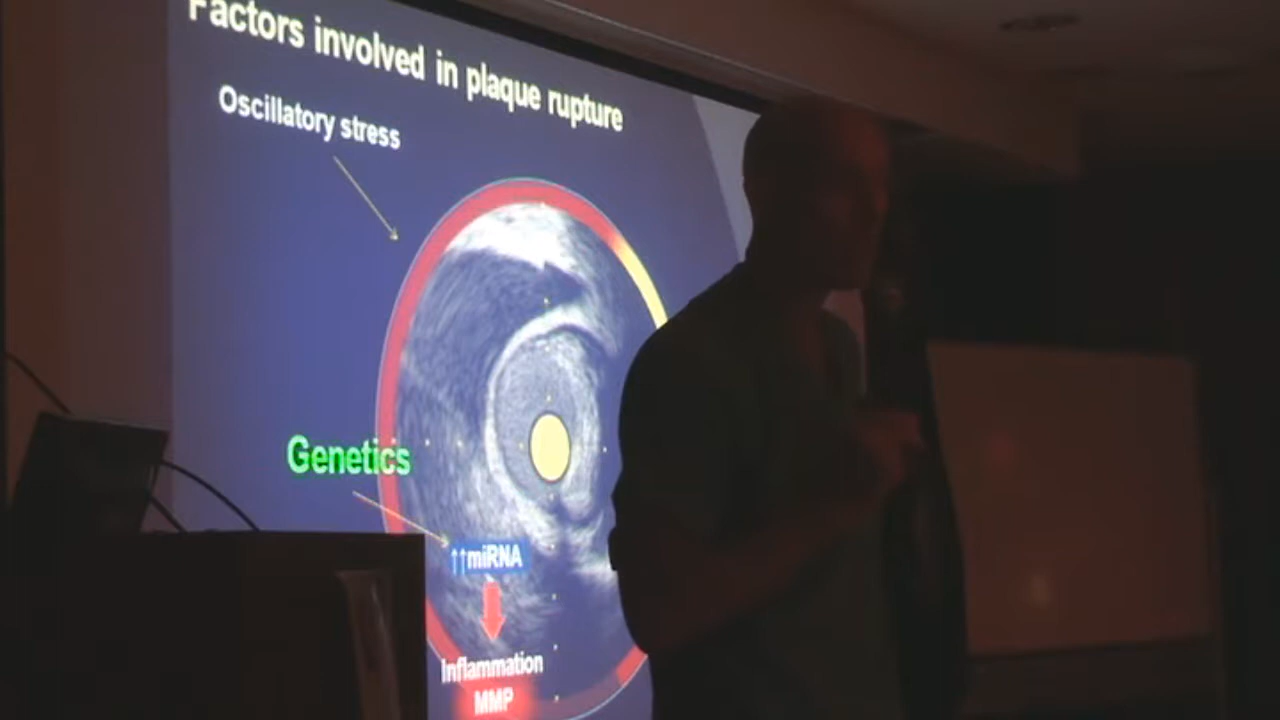 Factors involved in plaque rupture
Oscillatory stress
Genetics
↑↑miRNA
Inflammation
MMP